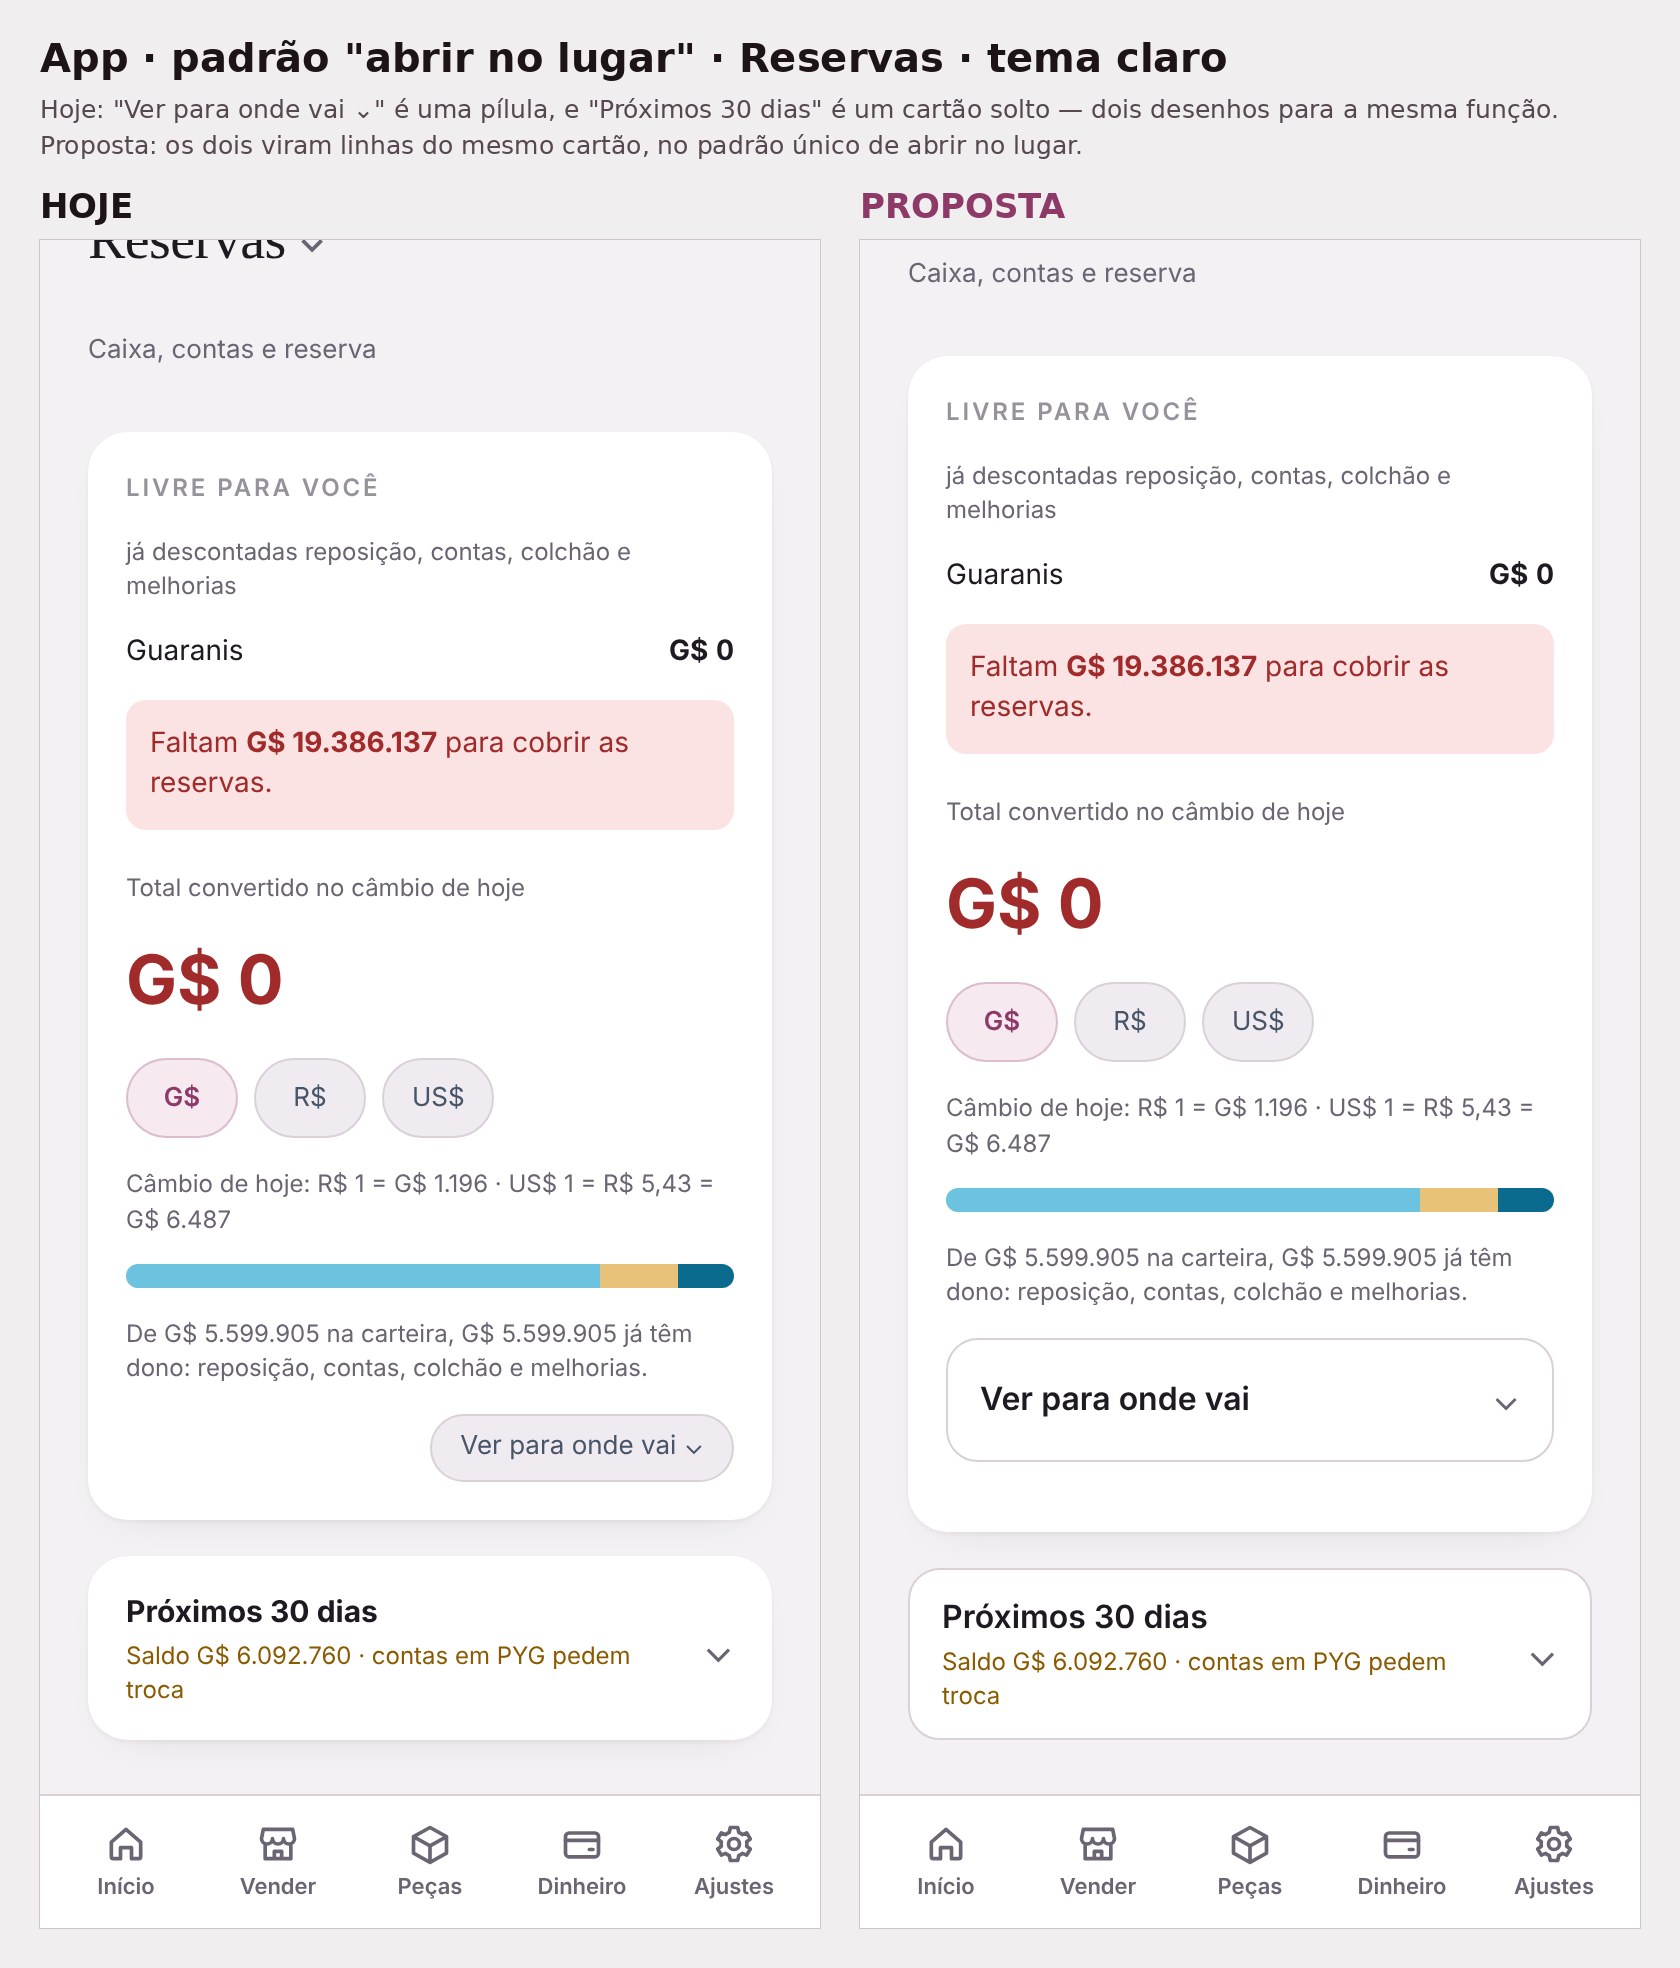 App · padrão "abrir no lugar" · Reservas · tema claro
Hoje: "Ver para onde vai ⌄" é uma pílula, e "Próximos 30 dias" é um cartão solto — dois desenhos para a mesma função.
Proposta: os dois viram linhas do mesmo cartão, no padrão único de abrir no lugar.
HOJE
Reservas
Caixa, contas e reserva
LIVRE PARA VOCÊ
já descontadas reposição, contas, colchão e
melhorias
Guaranis G$ 0
Faltam G$ 19.386.137 para cobrir as
reservas.
Total convertido no câmbio de hoje
G$ 0
G$ R$ US$
Câmbio de hoje: R$ 1 = G$ 1.196 · US$ 1 = R$ 5,43 =
G$ 6.487
De G$ 5.599.905 na carteira, G$ 5.599.905 já têm
dono: reposição, contas, colchão e melhorias.
Ver para onde vai
Próximos 30 dias
Saldo G$ 6.092.760 · contas em PYG pedem
troca
Início Vender Peças Dinheiro Ajustes
PROPOSTA
Caixa, contas e reserva
LIVRE PARA VOCÊ
já descontadas reposição, contas, colchão e
melhorias
Guaranis G$ 0
Faltam G$ 19.386.137 para cobrir as
reservas.
Total convertido no câmbio de hoje
G$ 0
G$ R$ US$
Câmbio de hoje: R$ 1 = G$ 1.196 · US$ 1 = R$ 5,43 =
G$ 6.487
De G$ 5.599.905 na carteira, G$ 5.599.905 já têm
dono: reposição, contas, colchão e melhorias.
Ver para onde vai
Próximos 30 dias
Saldo G$ 6.092.760 · contas em PYG pedem
troca
Início Vender Peças Dinheiro Ajustes